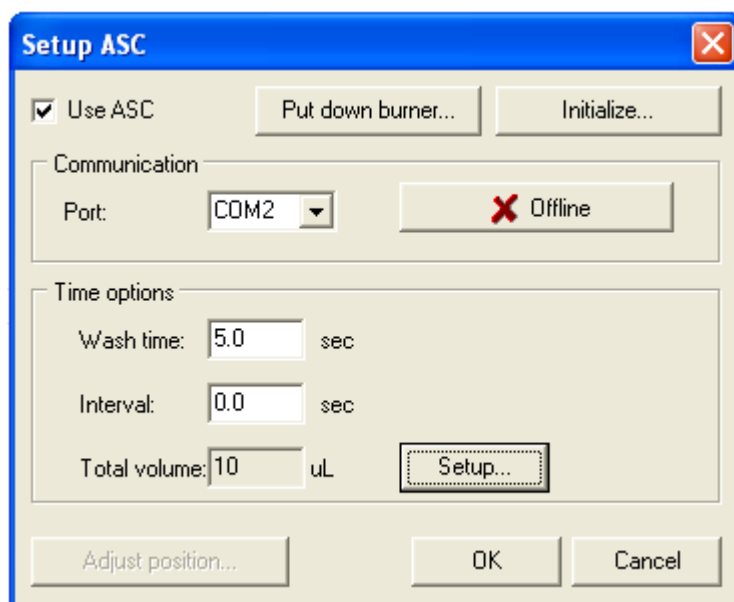 Setup ASC
Use ASC Put down burner... Initialize...
Communication
Port: COM2 Offline
Time options
Wash time: 5.0 sec
Interval: 0.0 sec
Total volume: 10 uL Setup...
Adjust position... OK Cancel